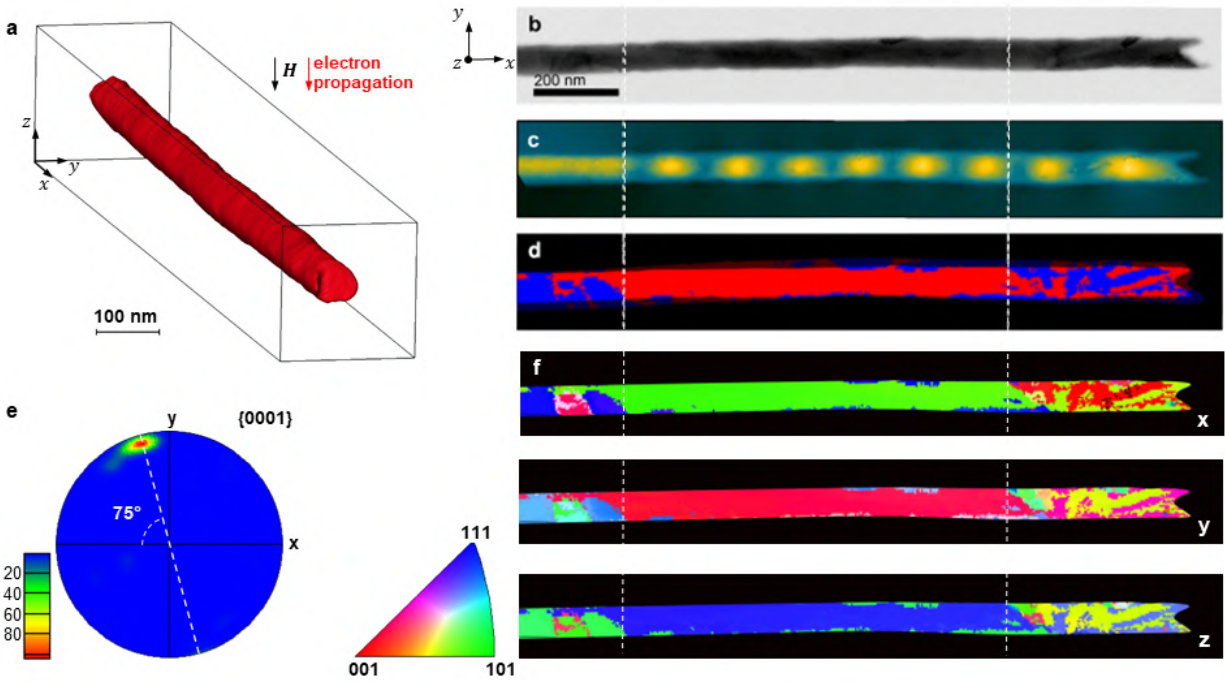 a
H
electron
propagation
z
y
x
100 nm
y
z
x
b
200 nm
c
d
e
y
{0001}
75°
x
20
40
60
80
111
001
101
f
x
y
z